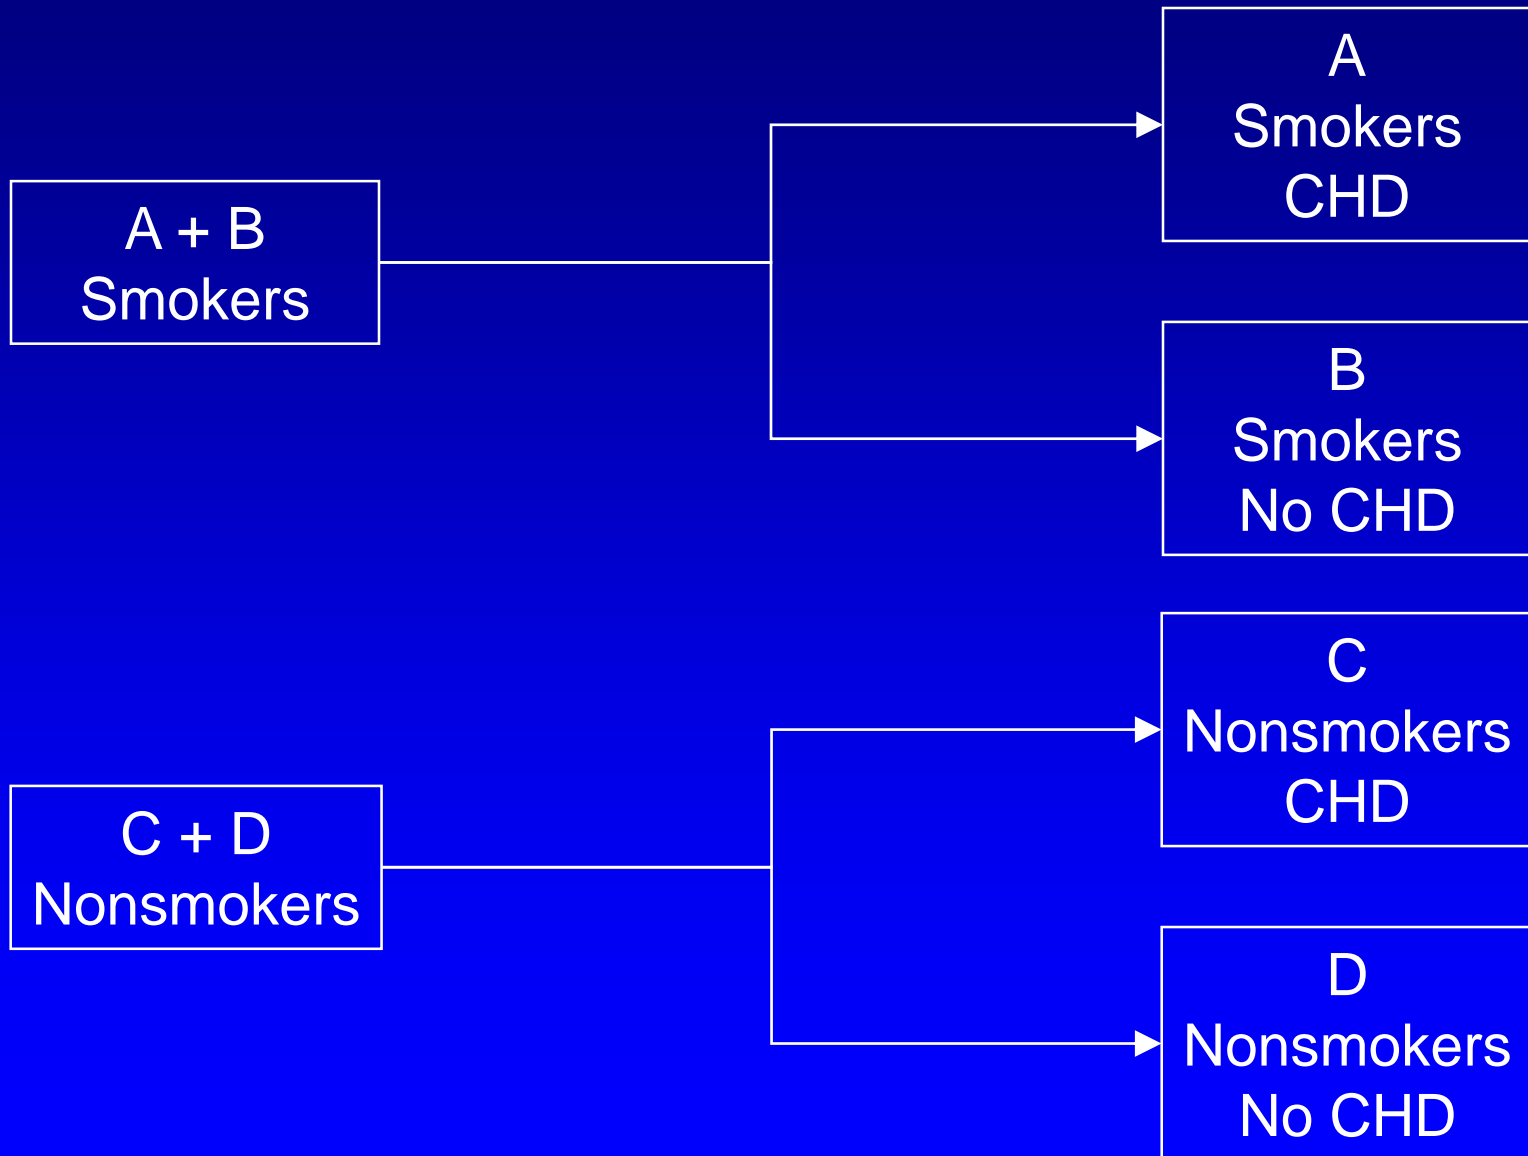 A + B
Smokers
A
Smokers
CHD
B
Smokers
No CHD
C + D
Nonsmokers
C
Nonsmokers
CHD
D
Nonsmokers
No CHD